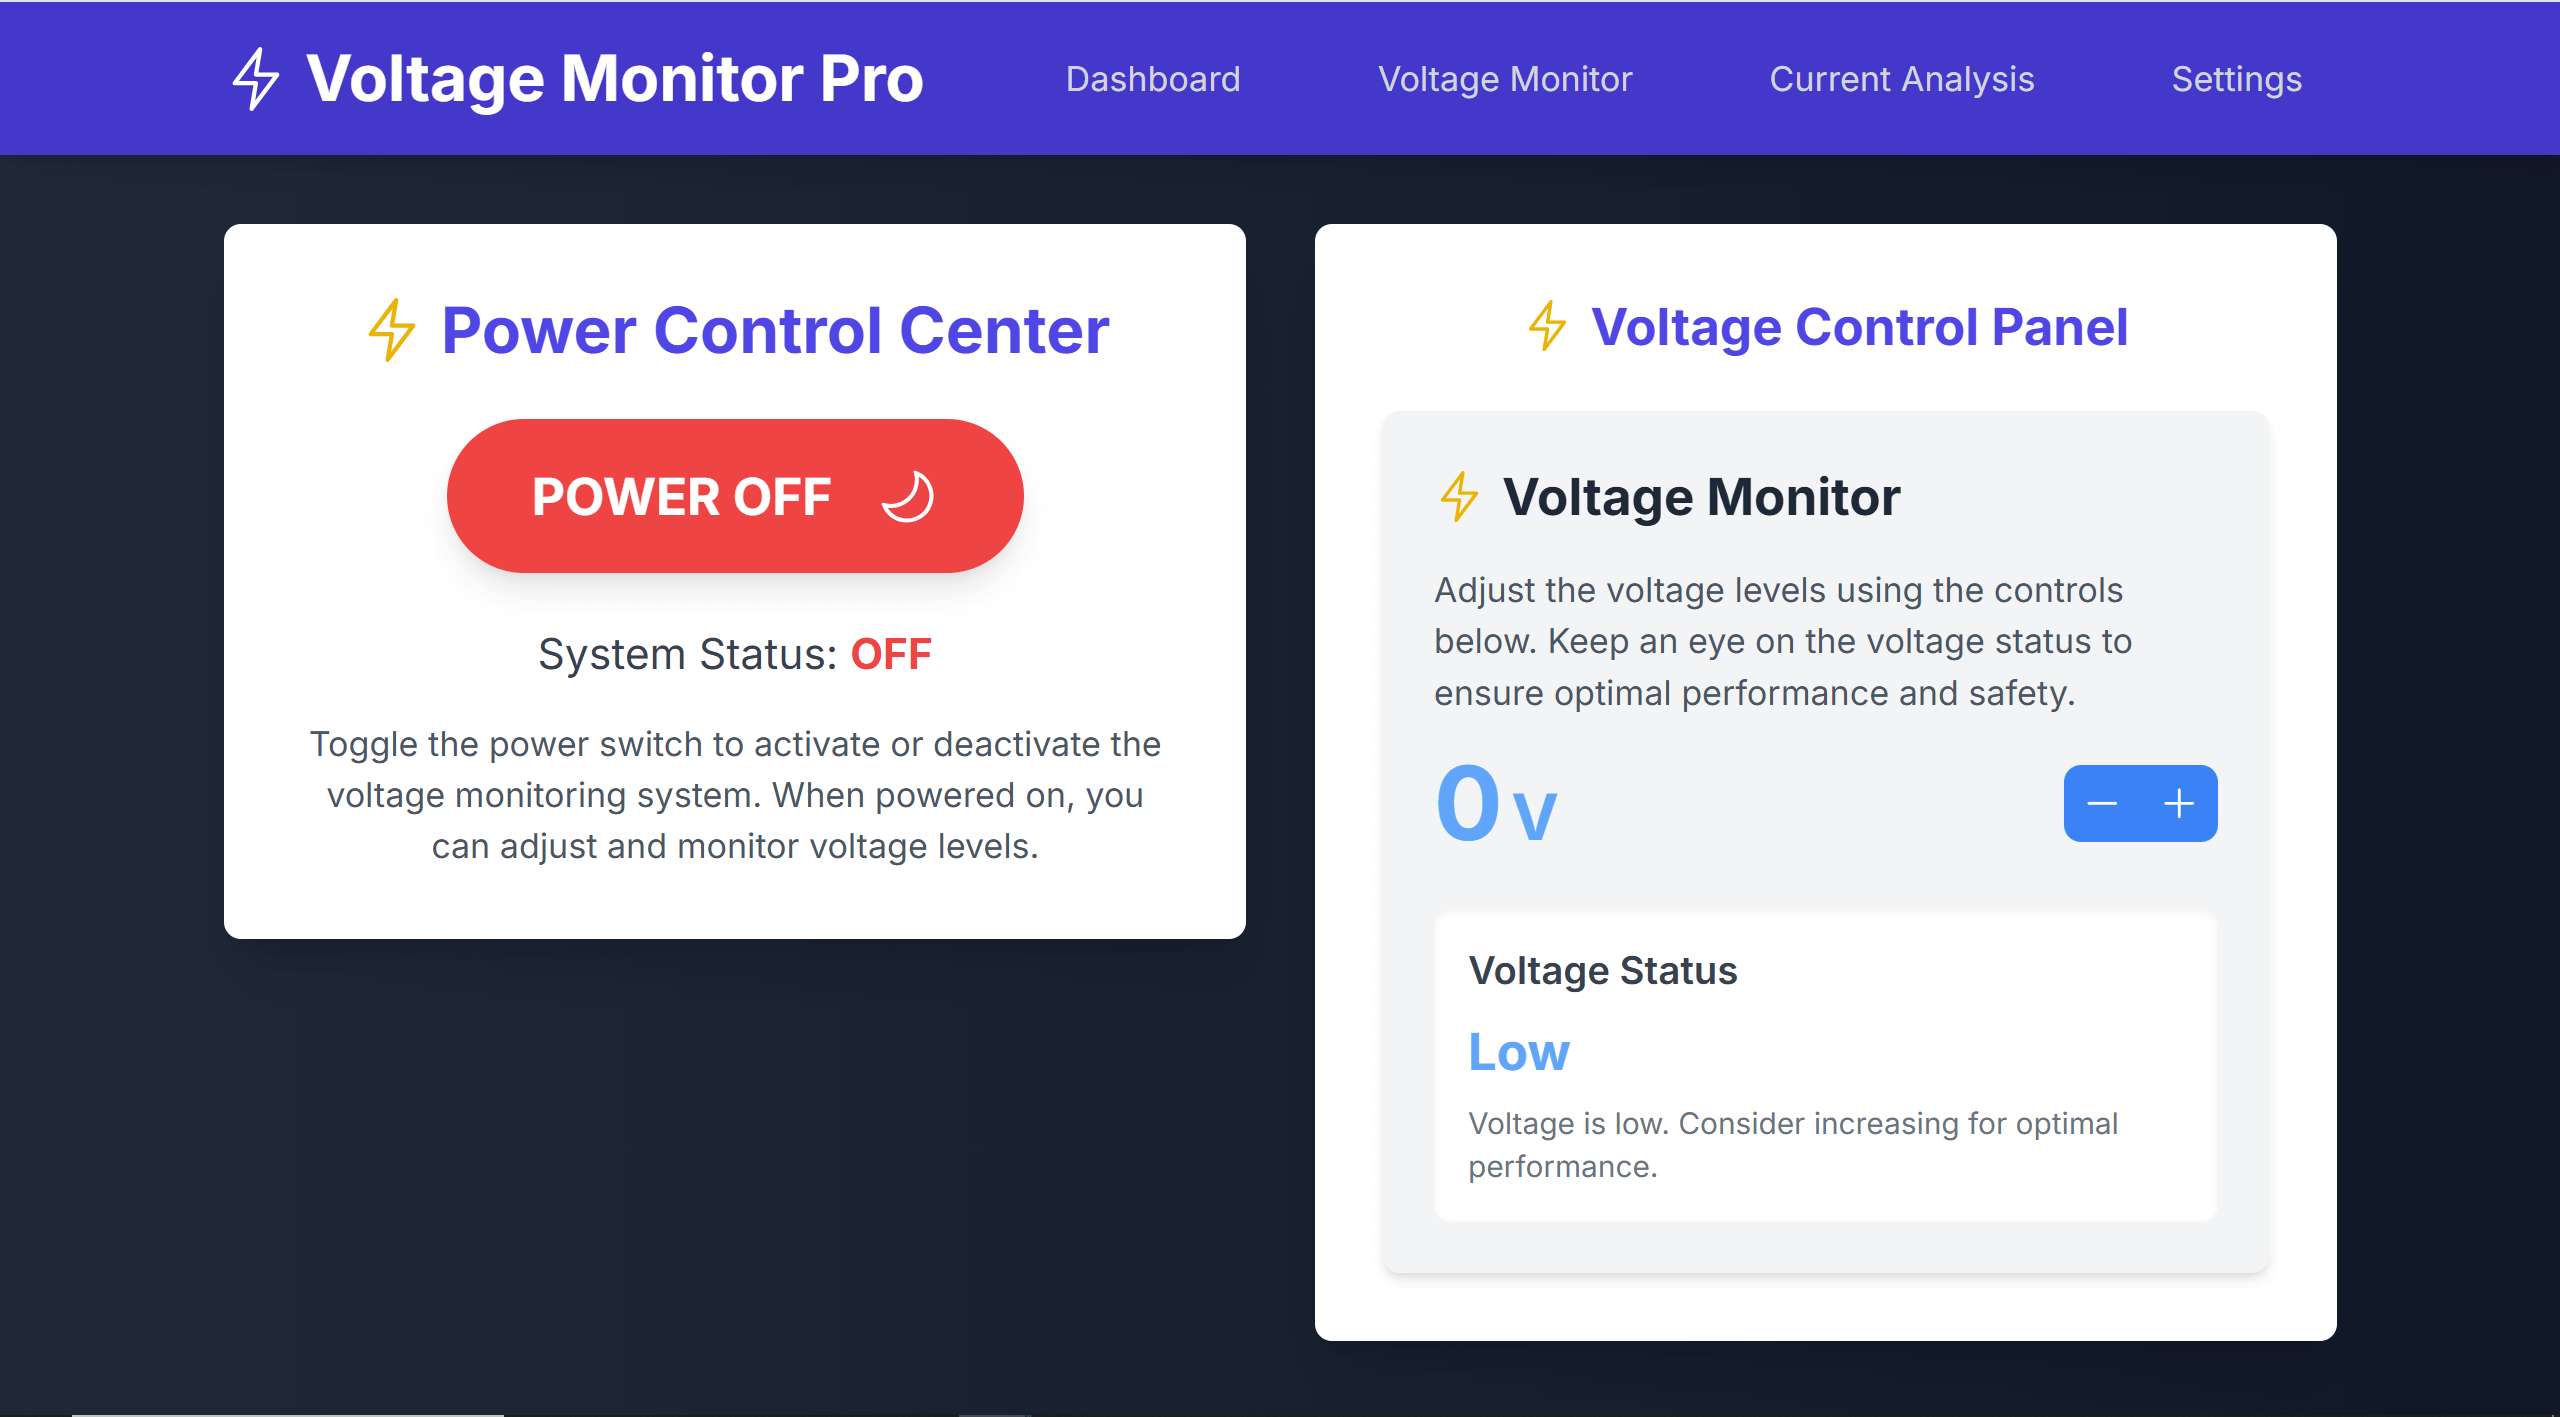 Voltage Monitor Pro
Dashboard
Voltage Monitor
Current Analysis
Settings
Power Control Center
POWER OFF
System Status: OFF
Toggle the power switch to activate or deactivate the
voltage monitoring system. When powered on, you
can adjust and monitor voltage levels.
Voltage Control Panel
Voltage Monitor
Adjust the voltage levels using the controls
below. Keep an eye on the voltage status to
ensure optimal performance and safety.
0 v
Voltage Status
Low
Voltage is low. Consider increasing for optimal
performance.